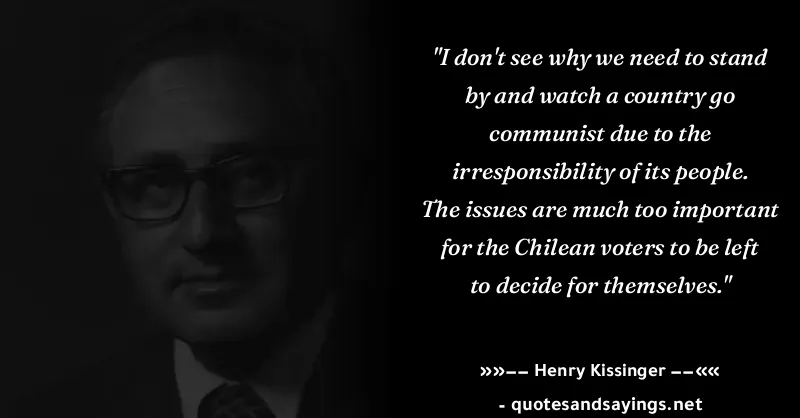 "I don't see why we need to stand
by and watch a country go
communist due to the
irresponsibility of its people.
The issues are much too important
for the Chilean voters to be left
to decide for themselves."
»»−− Henry Kissinger −−««
- quotesandsayings.net